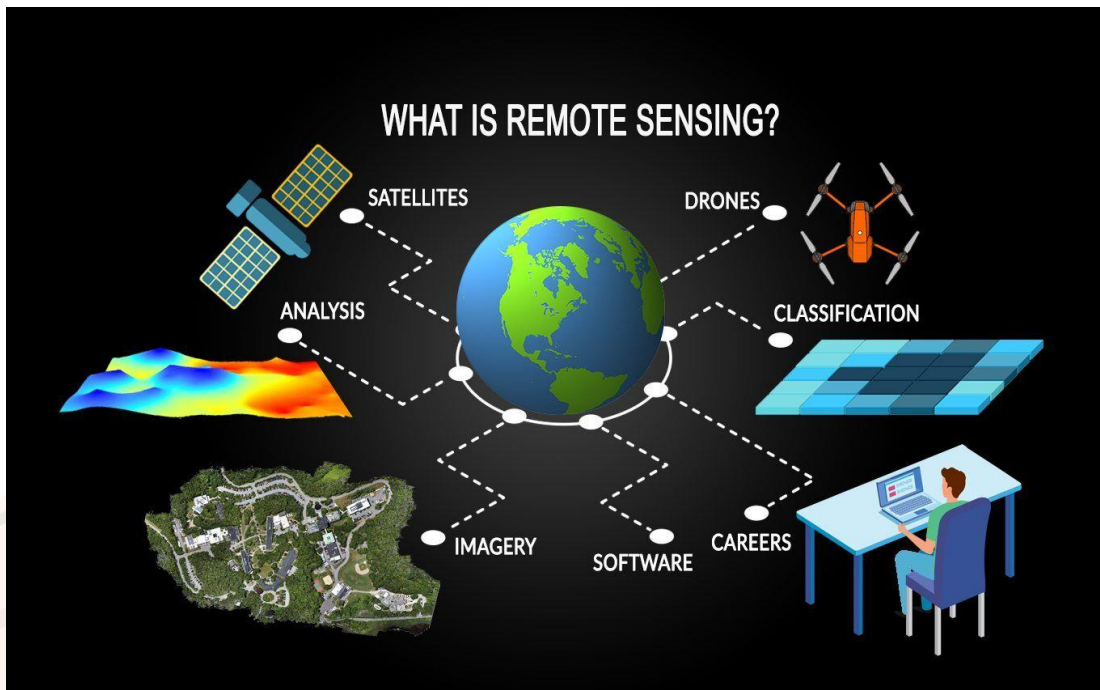 WHAT IS REMOTE SENSING?
SATELLITES
DRONES
ANALYSIS
CLASSIFICATION
IMAGERY
SOFTWARE
CAREERS